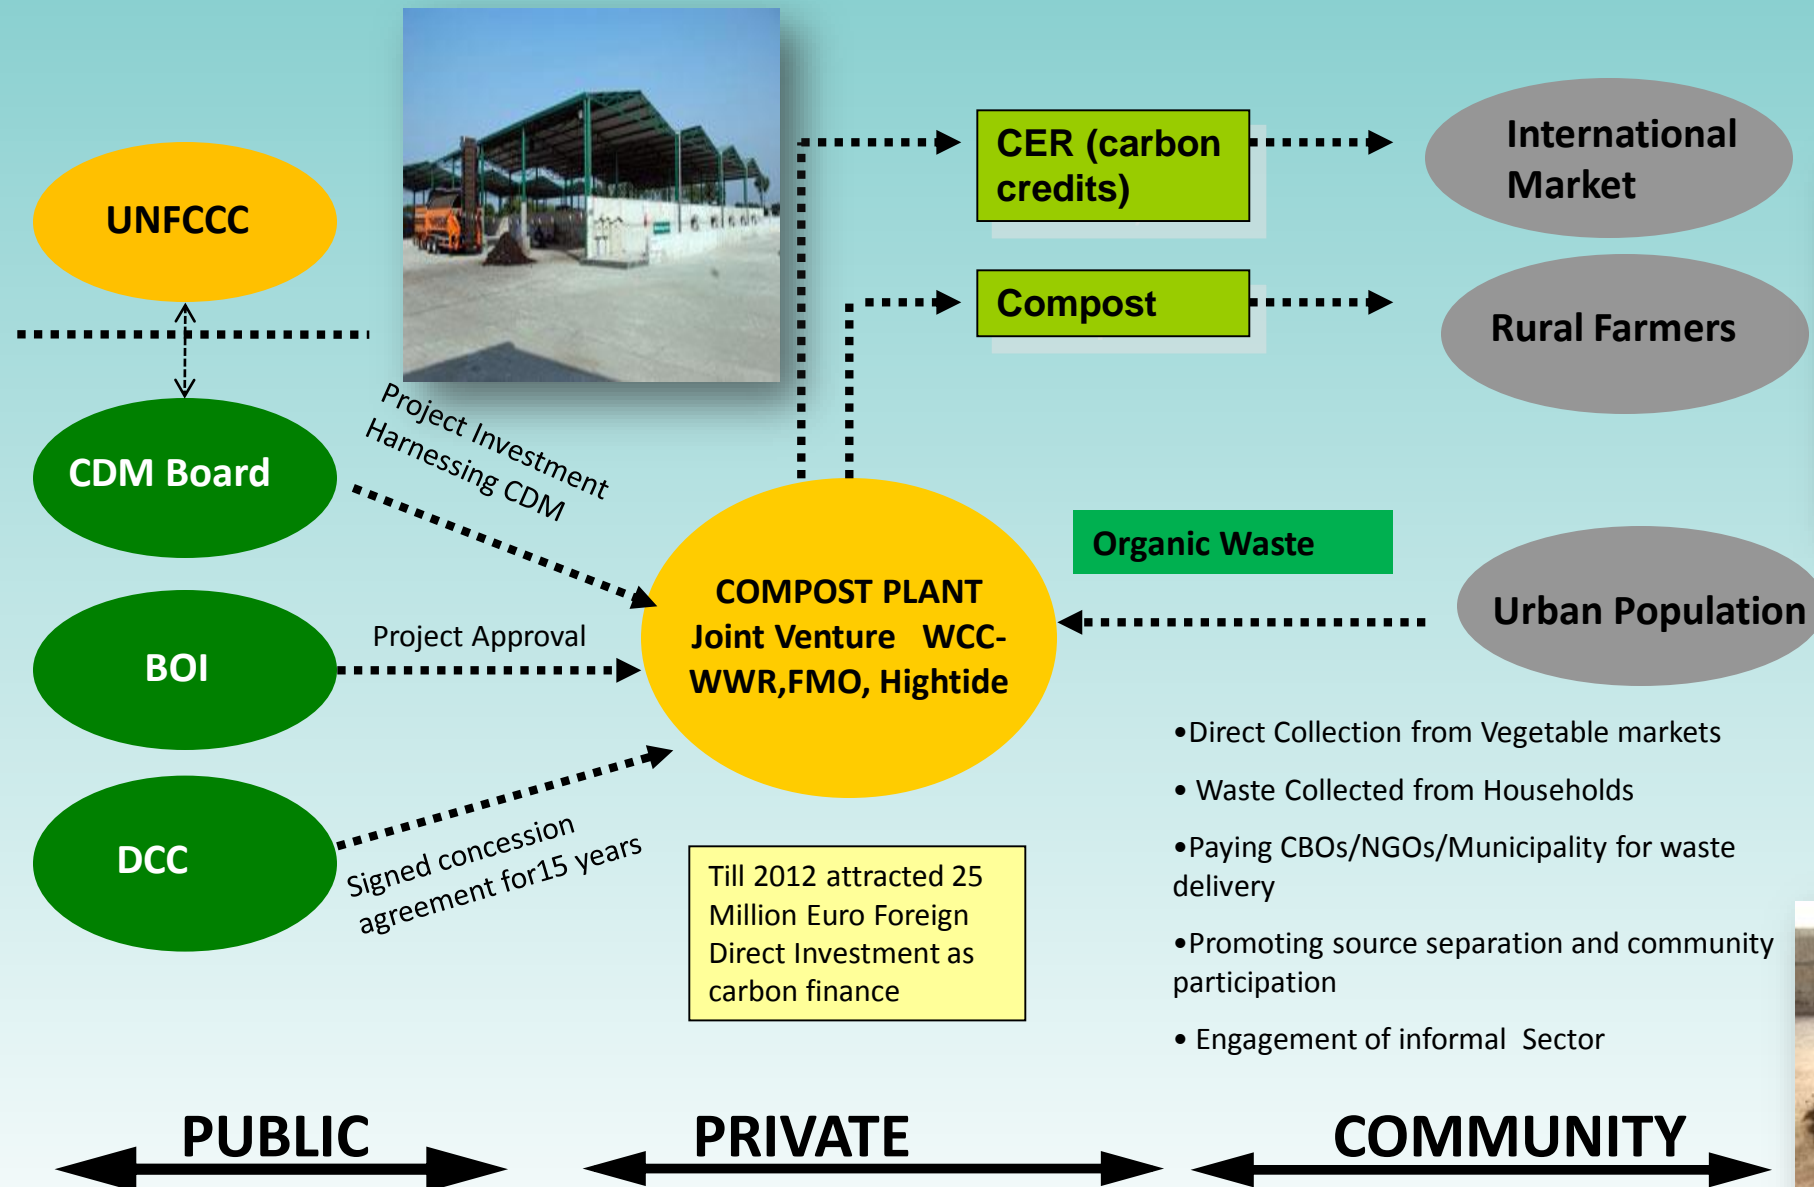 UNFCCC
CDM Board
BOI
DCC
Project Investment
Harnessing CDM
Project Approval
Signed concession
agreement for15 years
COMPOST PLANT
Joint Venture   WCC-
WWR,FMO, Hightide
Till 2012 attracted 25
Million Euro Foreign
Direct Investment as
carbon finance
CER (carbon
credits)
Compost
International
Market
Rural Farmers
Organic Waste
Urban Population
•Direct Collection from Vegetable markets
• Waste Collected from Households
•Paying CBOs/NGOs/Municipality for waste
delivery
•Promoting source separation and community
participation
• Engagement of informal  Sector
PUBLIC
PRIVATE
COMMUNITY